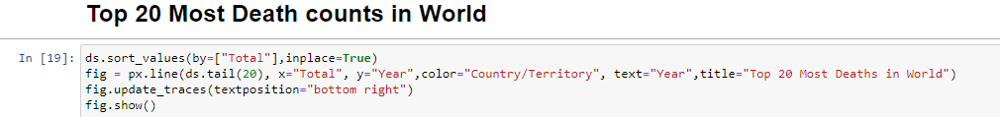 Top 20 Most Death counts in World
In [19]: ds.sort_values(by=["Total"],inplace=True)
fig = px.line(ds.tail(20), x="Total", y="Year",color="Country/Territory", text="Year",title="Top 20 Most Deaths in World")
fig.update_traces(textposition="bottom right")
fig.show()